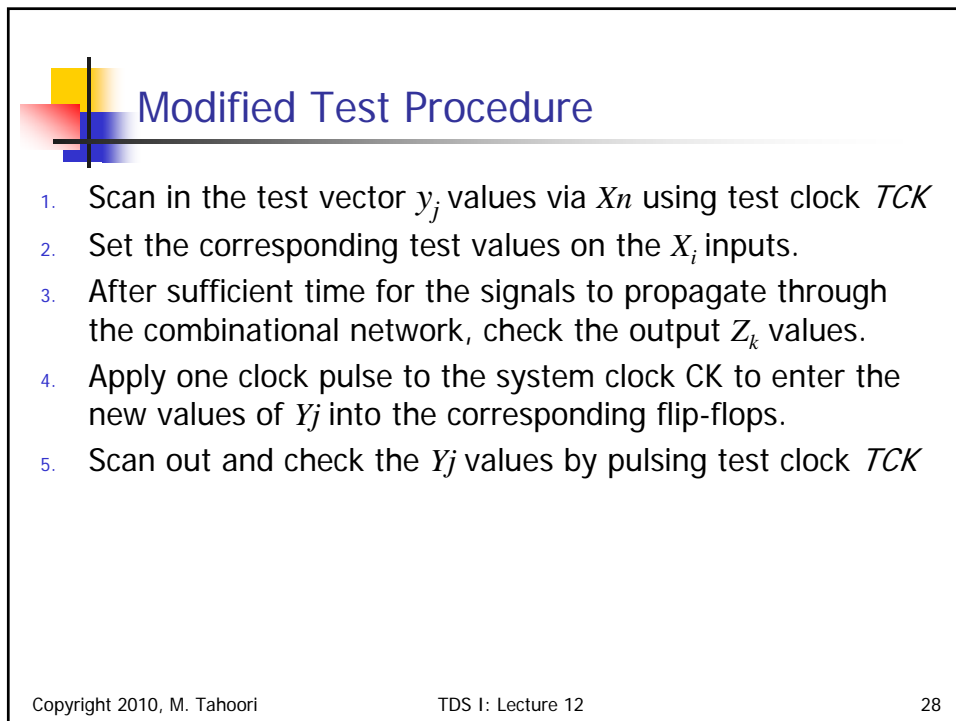 Modified Test Procedure
1. Scan in the test vector yj values via Xn using test clock TCK
2. Set the corresponding test values on the Xi inputs.
3. After sufficient time for the signals to propagate through
the combinational network, check the output Zk values.
4. Apply one clock pulse to the system clock CK to enter the
new values of Yj into the corresponding flip-flops.
5. Scan out and check the Yj values by pulsing test clock TCK
Copyright 2010, M. Tahoori TDS I: Lecture 12 28